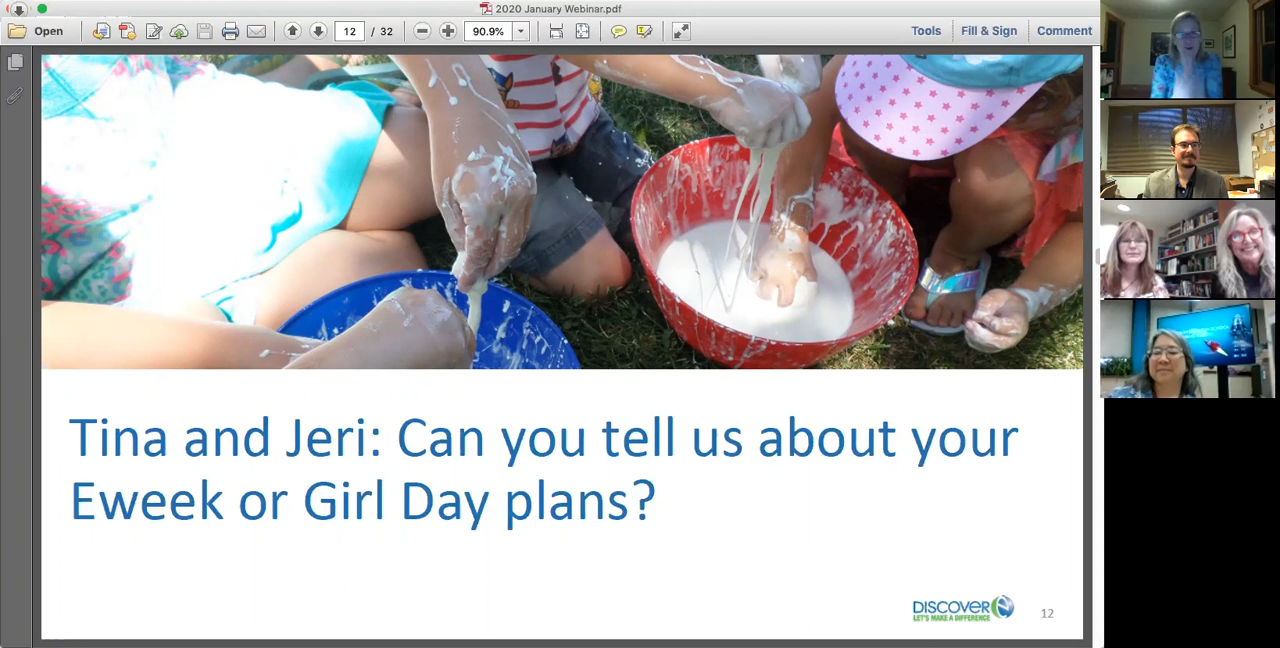 2020 January Webinar.pdf
Open
12 / 32
90.9%
Tools
Fill & Sign
Comment
Tina and Jeri: Can you tell us about your
Eweek or Girl Day plans?
DISCOVERE
LET'S MAKE A DIFFERENCE
12